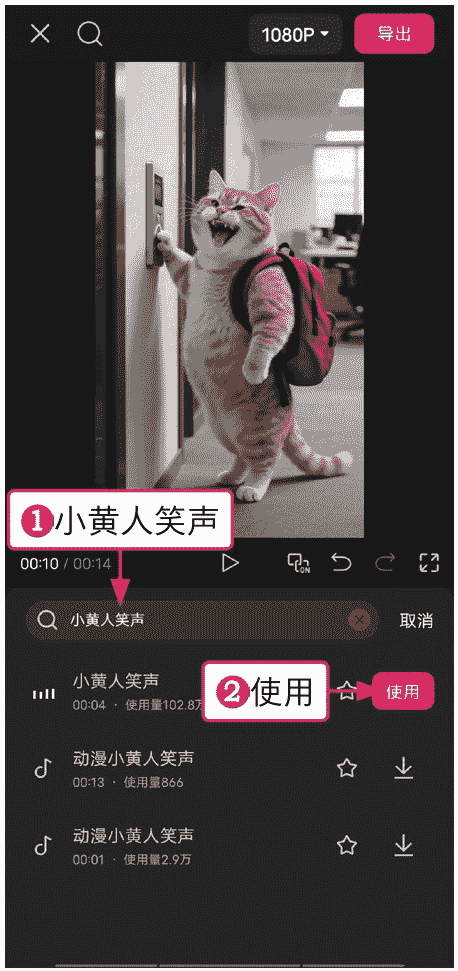 1080P 导出
❶小黄人笑声
00:10 / 00:14
ON
小黄人笑声 取消
小黄人笑声
❷使用
使用
00:04 · 使用量102.8万
动漫小黄人笑声
00:13 · 使用量866
动漫小黄人笑声
00:01 · 使用量2.9万